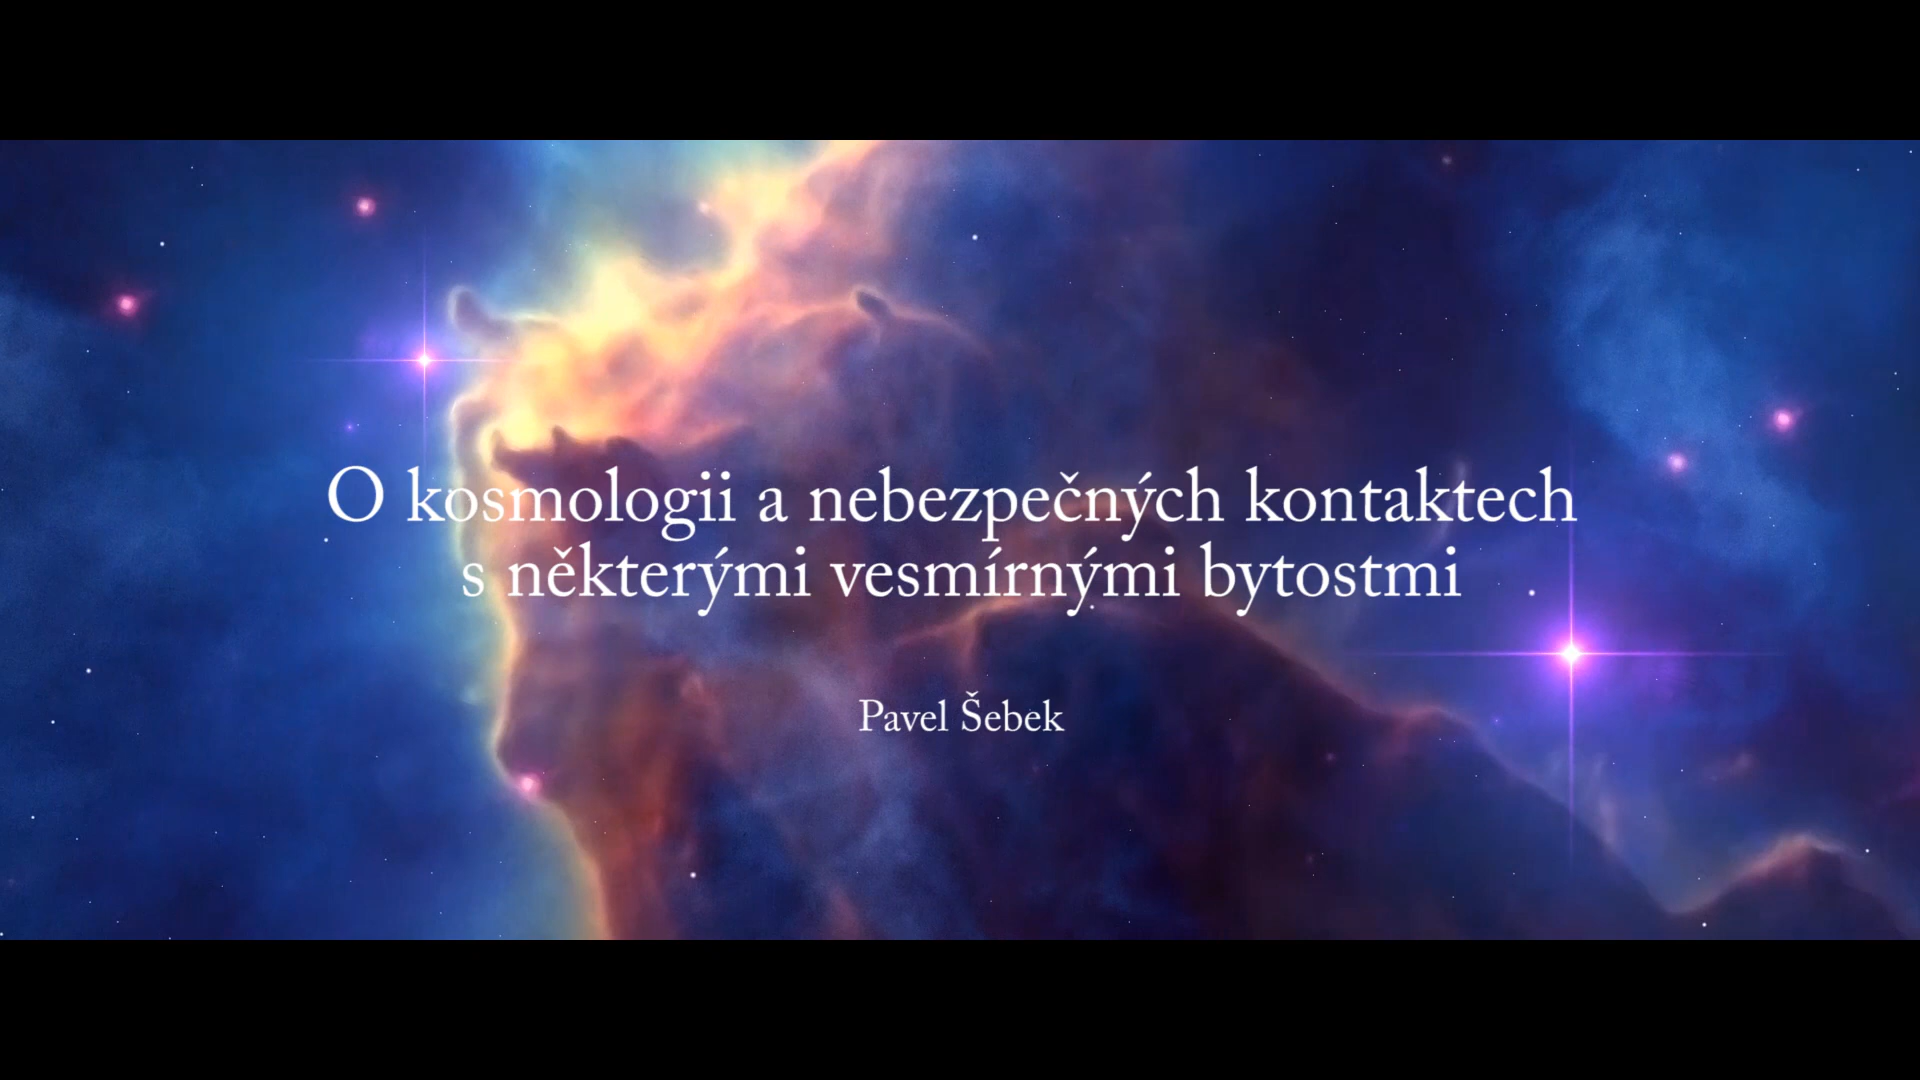 O kosmologii a nebezpečných kontaktech
s některými vesmírnými bytostmi
Pavel Šebek